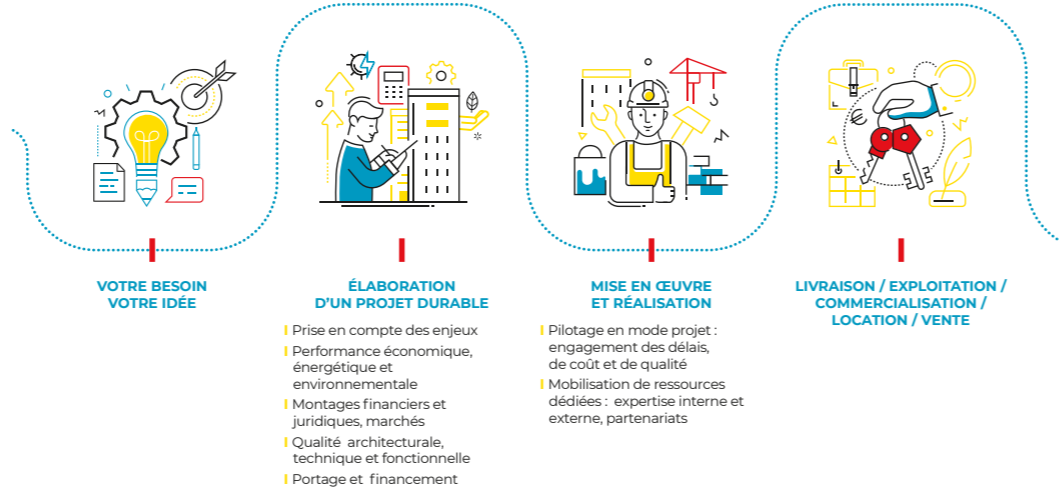 VOTRE BESOIN
VOTRE IDÉE
ÉLABORATION
D'UN PROJET DURABLE
Prise en compte des enjeux
Performance économique,
énergétique et
environnementale
Montages financiers et
juridiques, marchés
Qualité architecturale,
technique et fonctionnelle
Portage et financement
MISE EN ŒUVRE
ET RÉALISATION
Pilotage en mode projet :
engagement des délais,
de coût et de qualité
Mobilisation de ressources
dédiées : expertise interne et
externe, partenariats
LIVRAISON / EXPLOITATION /
COMMERCIALISATION /
LOCATION / VENTE
€